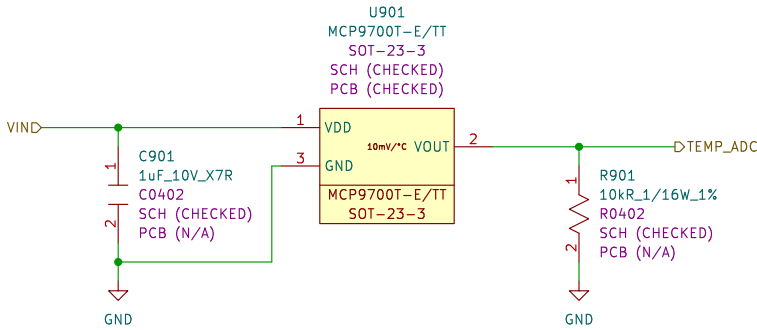 U901
MCP9700T-E/TT
SOT-23-3
SCH (CHECKED)
PCB (CHECKED)
VIN
1
VDD
10mV/°C
VOUT
2
TEMP_ADC
3
GND
MCP9700T-E/TT
SOT-23-3
C901
1uF_10V_X7R
C0402
SCH (CHECKED)
PCB (N/A)
1
2
GND
R901
10kR_1/16W_1%
R0402
SCH (CHECKED)
PCB (N/A)
1
2
GND